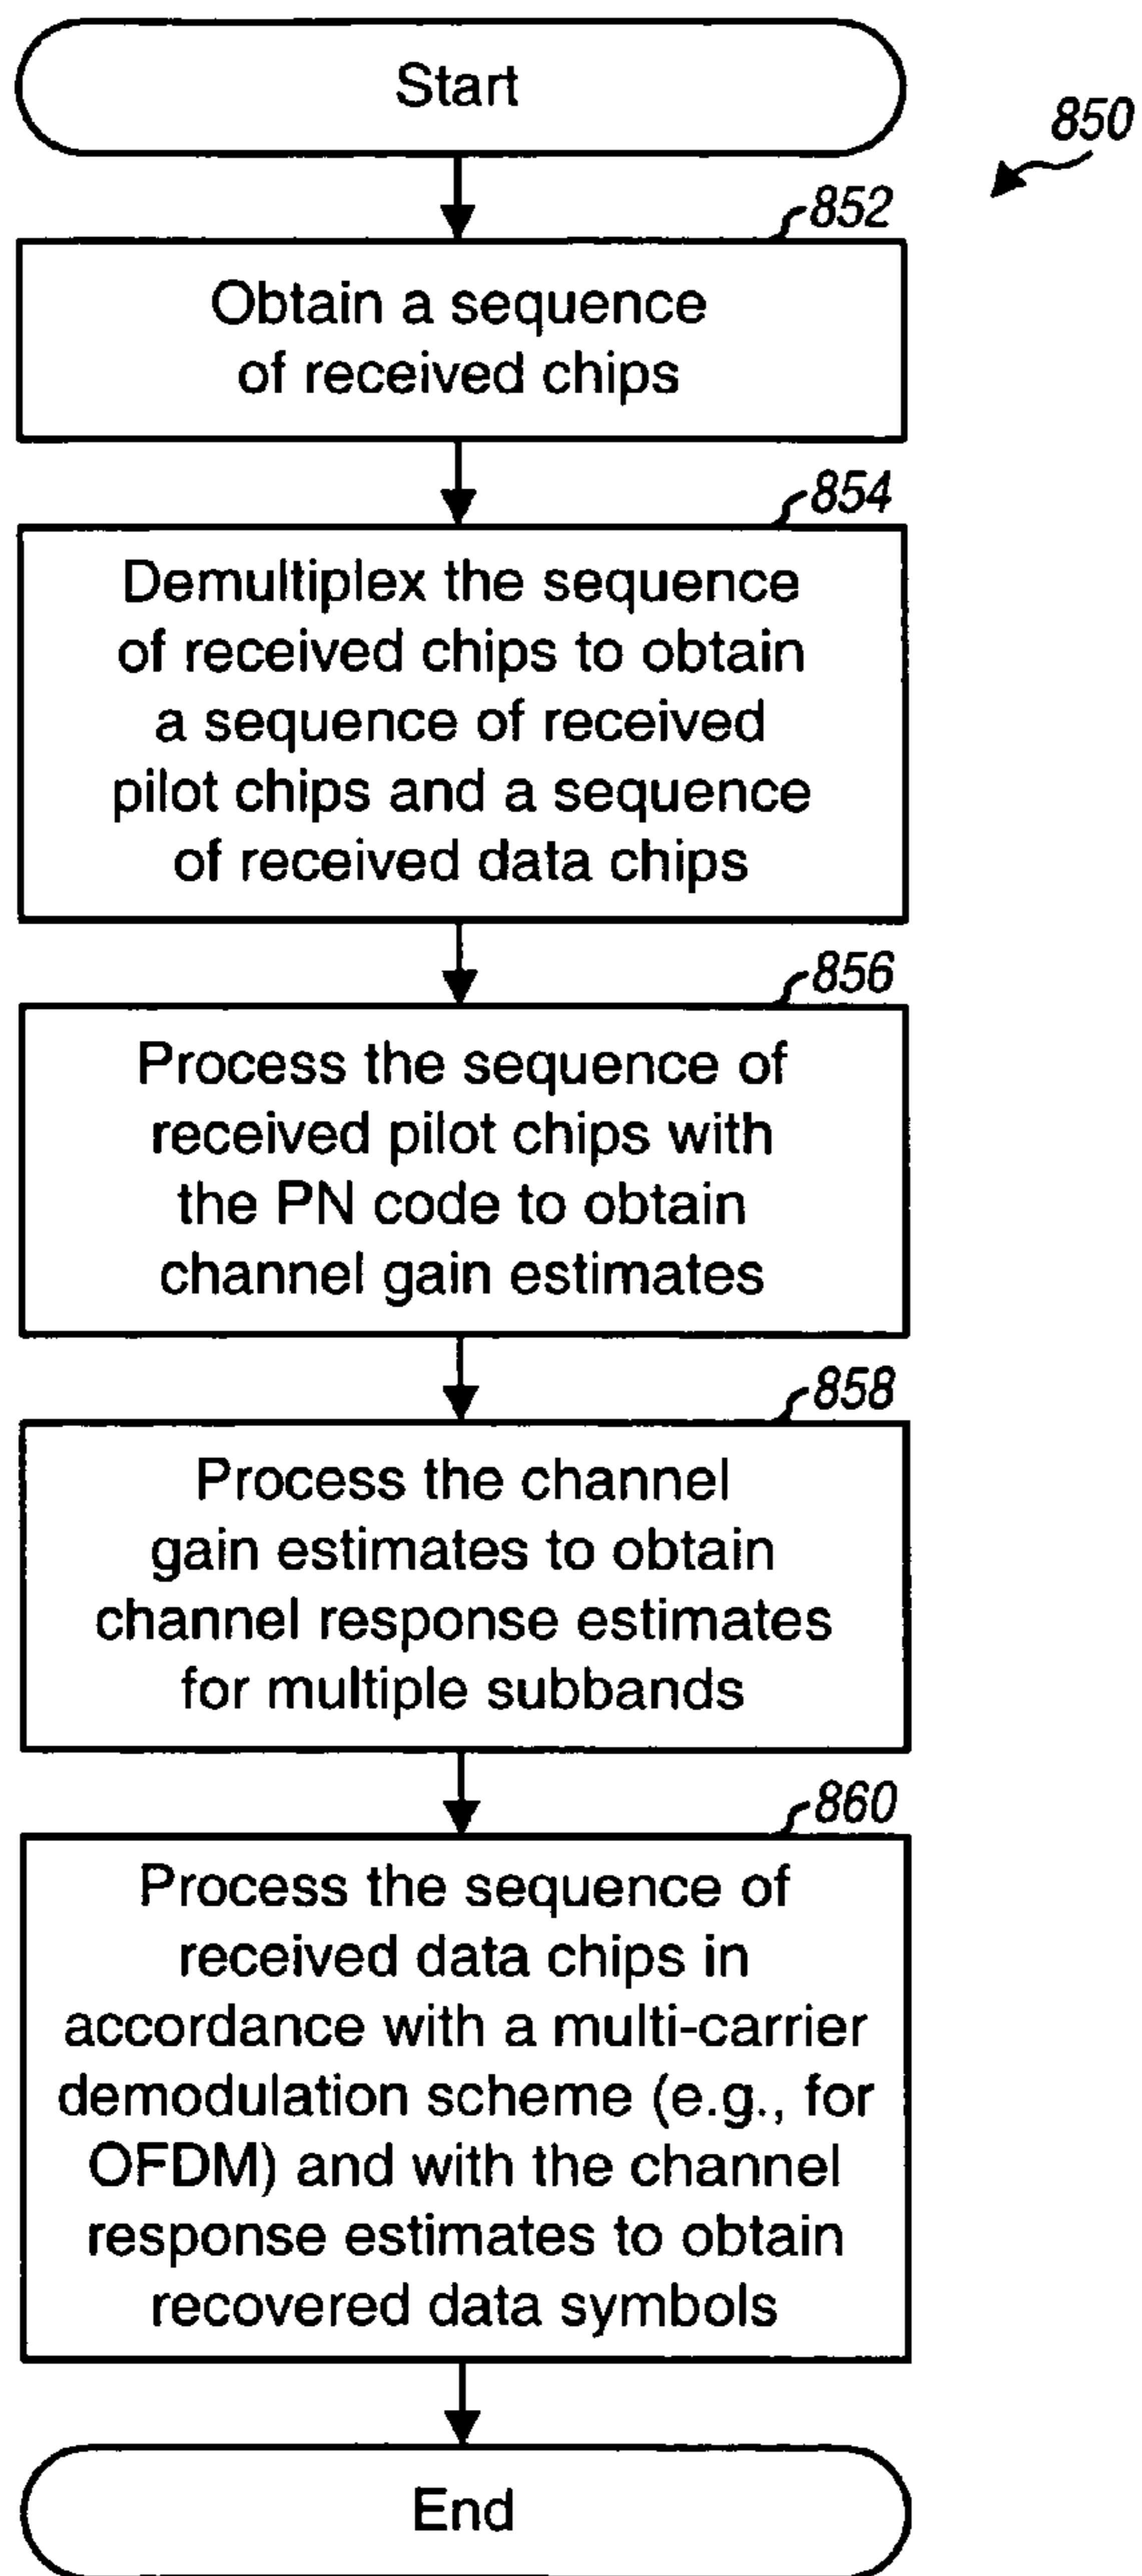 Start
850
852
Obtain a sequence
of received chips
854
Demultiplex the sequence
of received chips to obtain
a sequence of received
pilot chips and a sequence
of received data chips
856
Process the sequence of
received pilot chips with
the PN code to obtain
channel gain estimates
858
Process the channel
gain estimates to obtain
channel response estimates
for multiple subbands
860
Process the sequence of
received data chips in
accordance with a multi-carrier
demodulation scheme (e.g., for
OFDM) and with the channel
response estimates to obtain
recovered data symbols
End